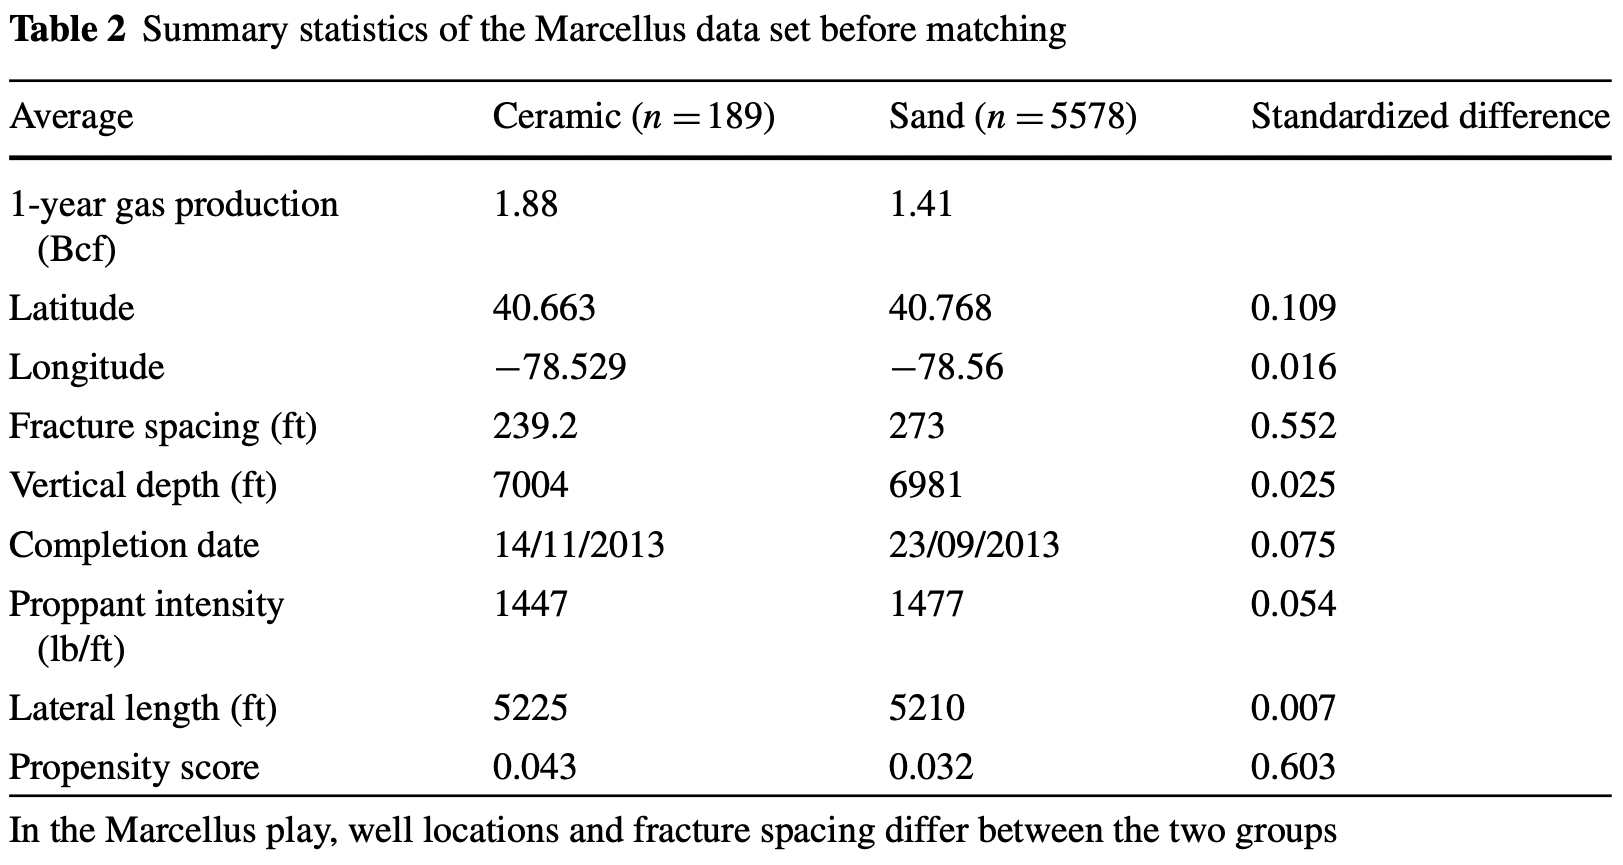 Table 2 Summary statistics of the Marcellus data set before matching
Average Ceramic (n = 189) Sand (n = 5578) Standardized difference
1-year gas production 1.88 1.41
(Bcf)
Latitude 40.663 40.768 0.109
Longitude −78.529 −78.56 0.016
Fracture spacing (ft) 239.2 273 0.552
Vertical depth (ft) 7004 6981 0.025
Completion date 14/11/2013 23/09/2013 0.075
Proppant intensity 1447 1477 0.054
(lb/ft)
Lateral length (ft) 5225 5210 0.007
Propensity score 0.043 0.032 0.603
In the Marcellus play, well locations and fracture spacing differ between the two groups